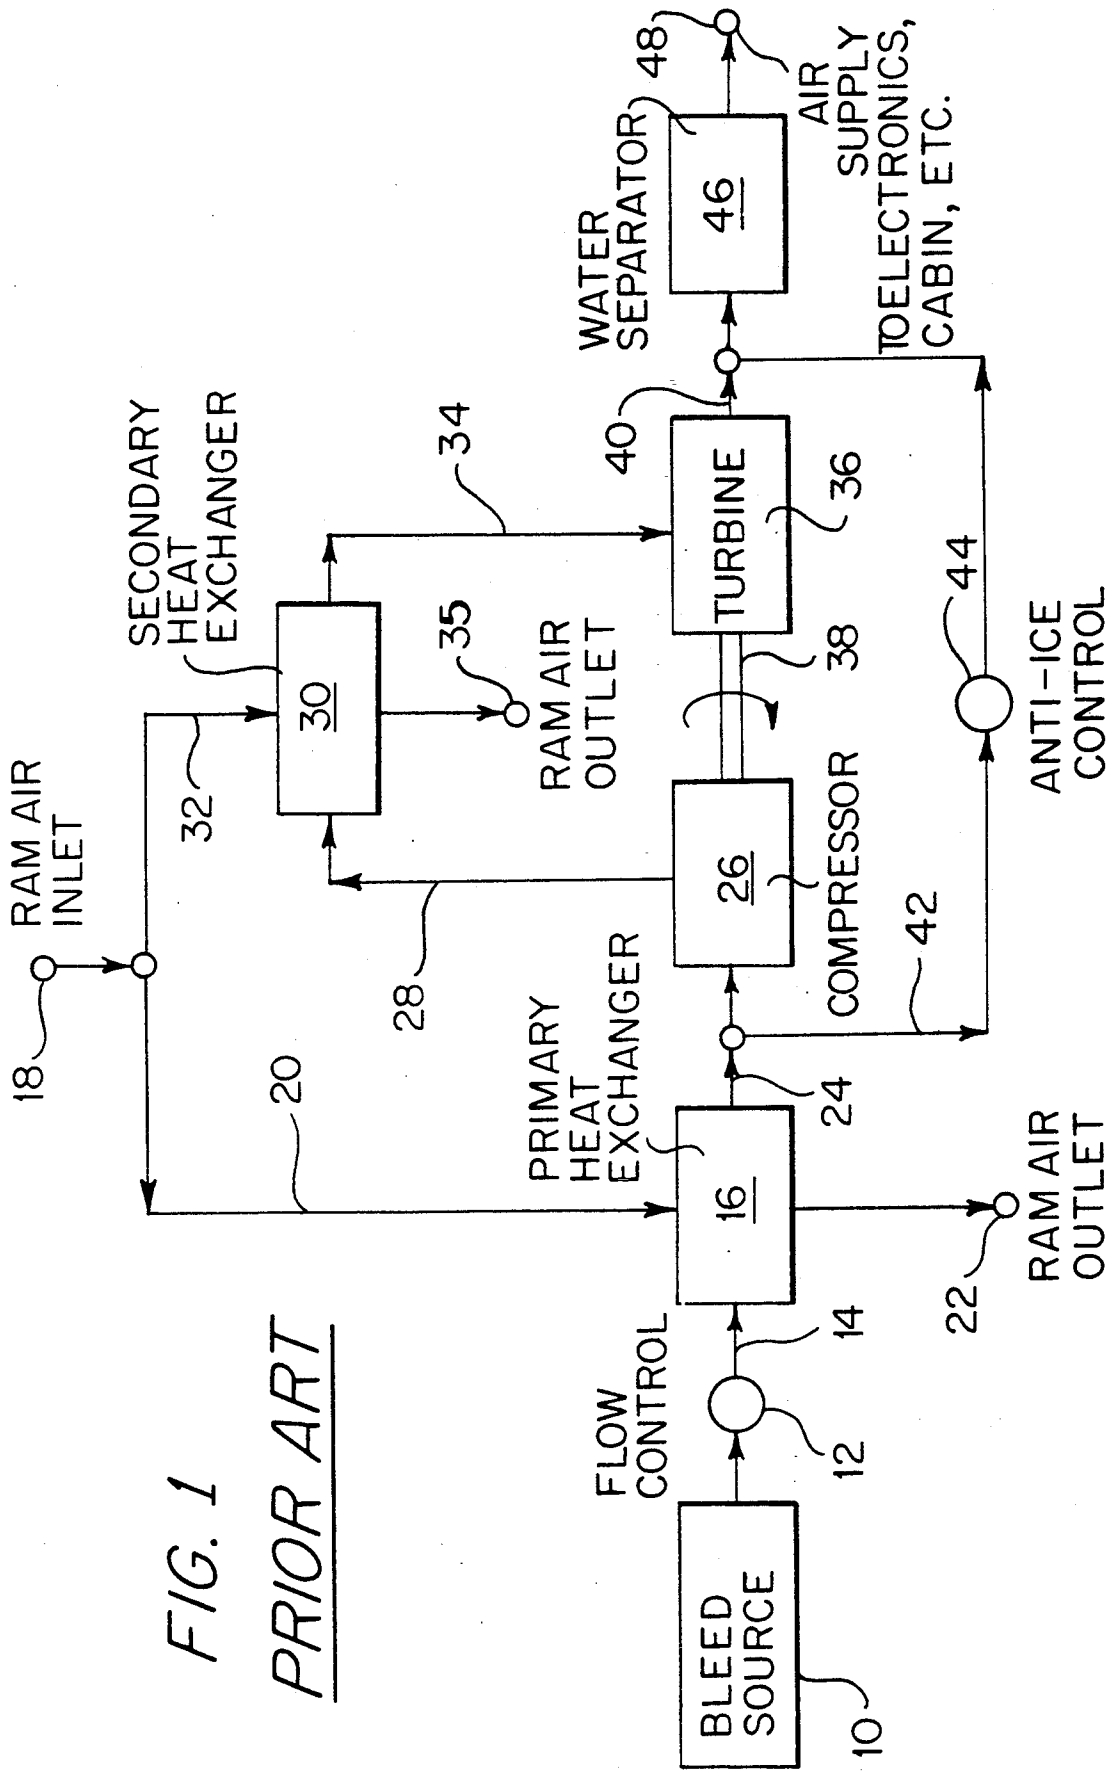 FIG. 1
PRIOR ART
18
RAM AIR
INLET
20
32
SECONDARY
HEAT
EXCHANGER
30
28
34
35
RAM AIR
OUTLET
BLEED
SOURCE
10
FLOW
CONTROL
12
14
PRIMARY
HEAT
EXCHANGER
16
22
RAM AIR
OUTLET
24
26
COMPRESSOR
38
TURBINE
36
40
42
44
ANTI-ICE
CONTROL
WATER
SEPARATOR
46
48
AIR
SUPPLY
TOELECTRONICS,
CABIN, ETC.